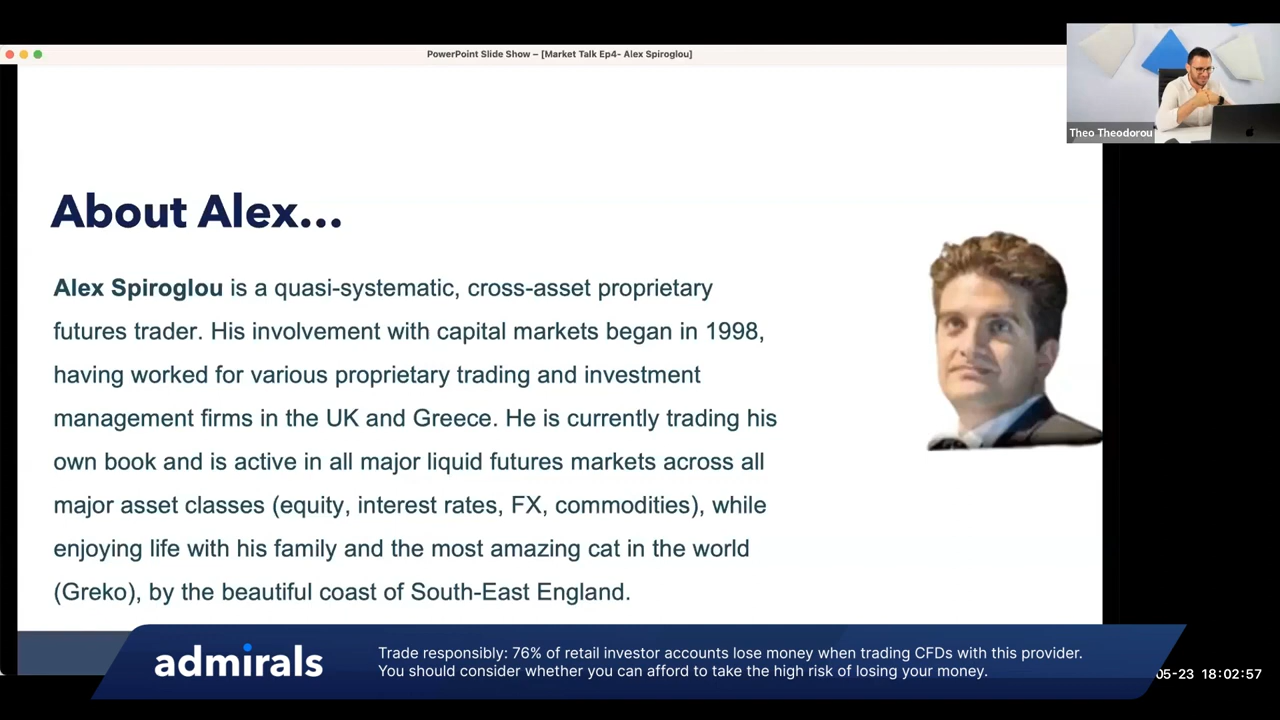 PowerPoint Slide Show – [Market Talk Ep4- Alex Spiroglou]
Theo Theodorou
About Alex...
Alex Spiroglou is a quasi-systematic, cross-asset proprietary
futures trader. His involvement with capital markets began in 1998,
having worked for various proprietary trading and investment
management firms in the UK and Greece. He is currently trading his
own book and is active in all major liquid futures markets across all
major asset classes (equity, interest rates, FX, commodities), while
enjoying life with his family and the most amazing cat in the world
(Greko), by the beautiful coast of South-East England.
admirals
Trade responsibly: 76% of retail investor accounts lose money when trading CFDs with this provider.
You should consider whether you can afford to take the high risk of losing your money.
05-23 18:02:57